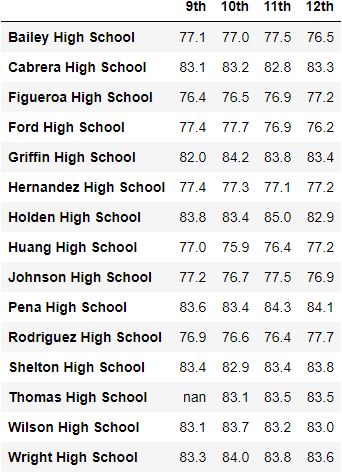 9th 10th 11th 12th
Bailey High School 77.1 77.0 77.5 76.5
Cabrera High School 83.1 83.2 82.8 83.3
Figueroa High School 76.4 76.5 76.9 77.2
Ford High School 77.4 77.7 76.9 76.2
Griffin High School 82.0 84.2 83.8 83.4
Hernandez High School 77.4 77.3 77.1 77.2
Holden High School 83.8 83.4 85.0 82.9
Huang High School 77.0 75.9 76.4 77.2
Johnson High School 77.2 76.7 77.5 76.9
Pena High School 83.6 83.4 84.3 84.1
Rodriguez High School 76.9 76.6 76.4 77.7
Shelton High School 83.4 82.9 83.4 83.8
Thomas High School nan 83.1 83.5 83.5
Wilson High School 83.1 83.7 83.2 83.0
Wright High School 83.3 84.0 83.8 83.6